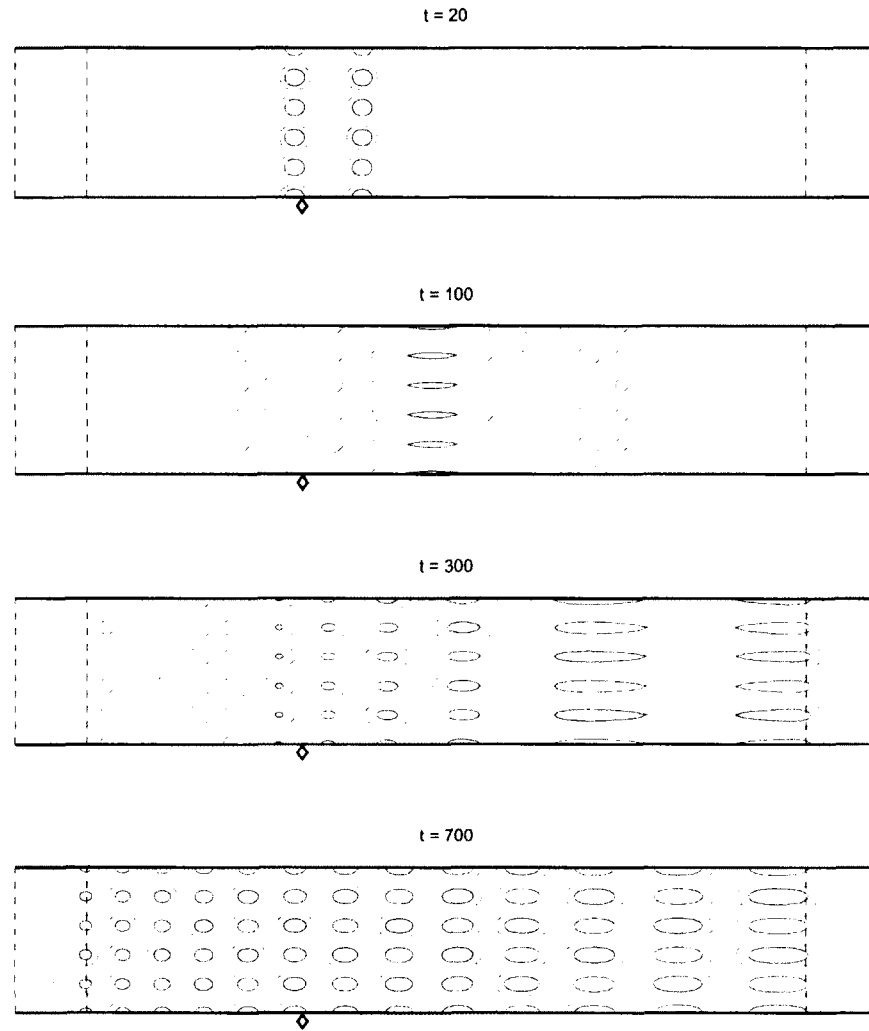 t = 20
t = 100
t = 300
t = 700